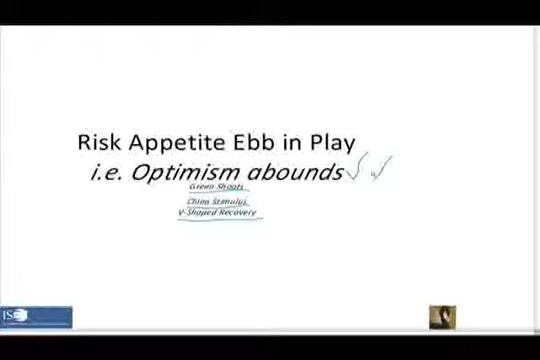 Risk Appetite Ebb in Play
i.e. Optimism abounds
Green Shoots
China Stimulus
V-Shaped Recovery